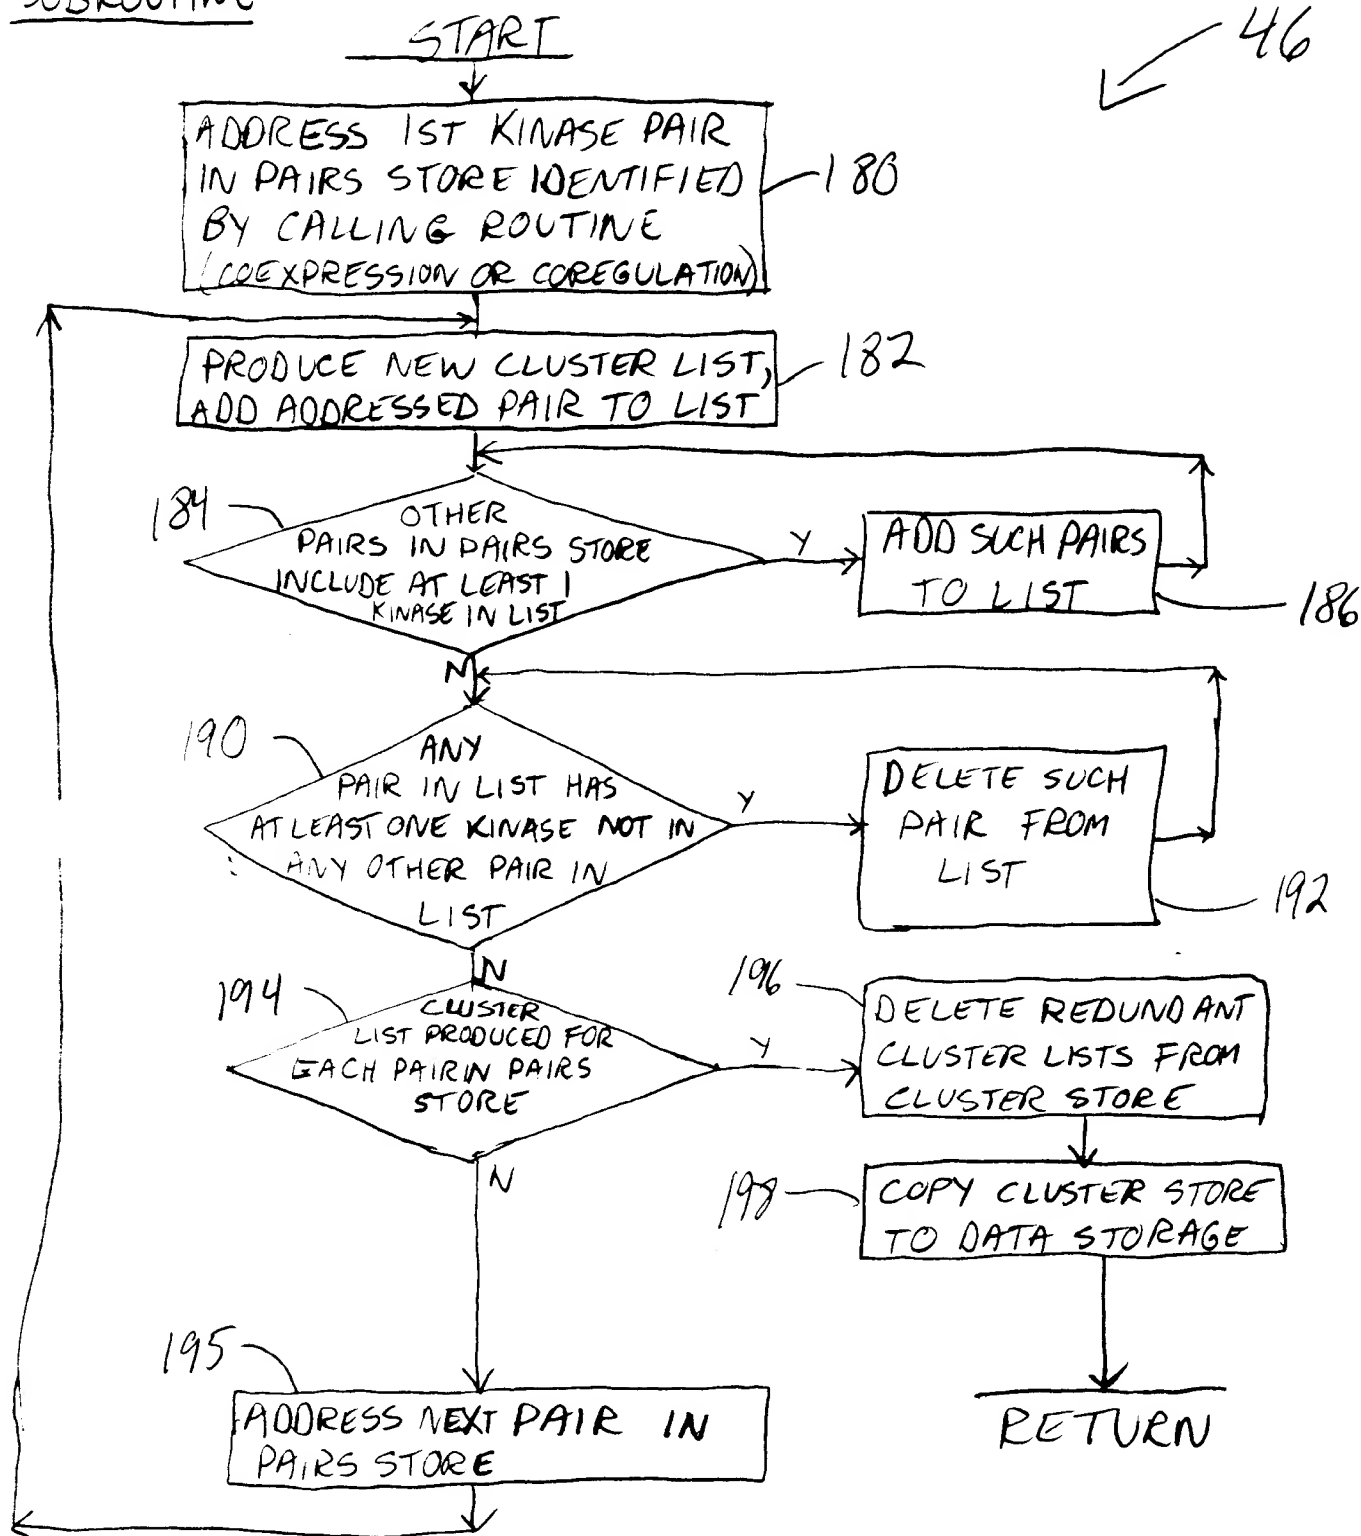 SUBROUTINE
START
46
ADDRESS 1ST KINASE PAIR
IN PAIRS STORE IDENTIFIED
BY CALLING ROUTINE
(COEXPRESSION OR COREGULATION)
180
PRODUCE NEW CLUSTER LIST,
ADD ADDRESSED PAIR TO LIST
182
184
OTHER
PAIRS IN PAIRS STORE
INCLUDE AT LEAST 1
KINASE IN LIST
Y
ADD SUCH PAIRS
TO LIST
186
N
190
ANY
PAIR IN LIST HAS
AT LEAST ONE KINASE NOT IN
ANY OTHER PAIR IN
LIST
Y
DELETE SUCH
PAIR FROM
LIST
192
N
194
CLUSTER
LIST PRODUCED FOR
EACH PAIR IN PAIRS
STORE
Y
196
DELETE REDUNDANT
CLUSTER LISTS FROM
CLUSTER STORE
N
198
COPY CLUSTER STORE
TO DATA STORAGE
195
ADDRESS NEXT PAIR IN
PAIRS STORE
RETURN